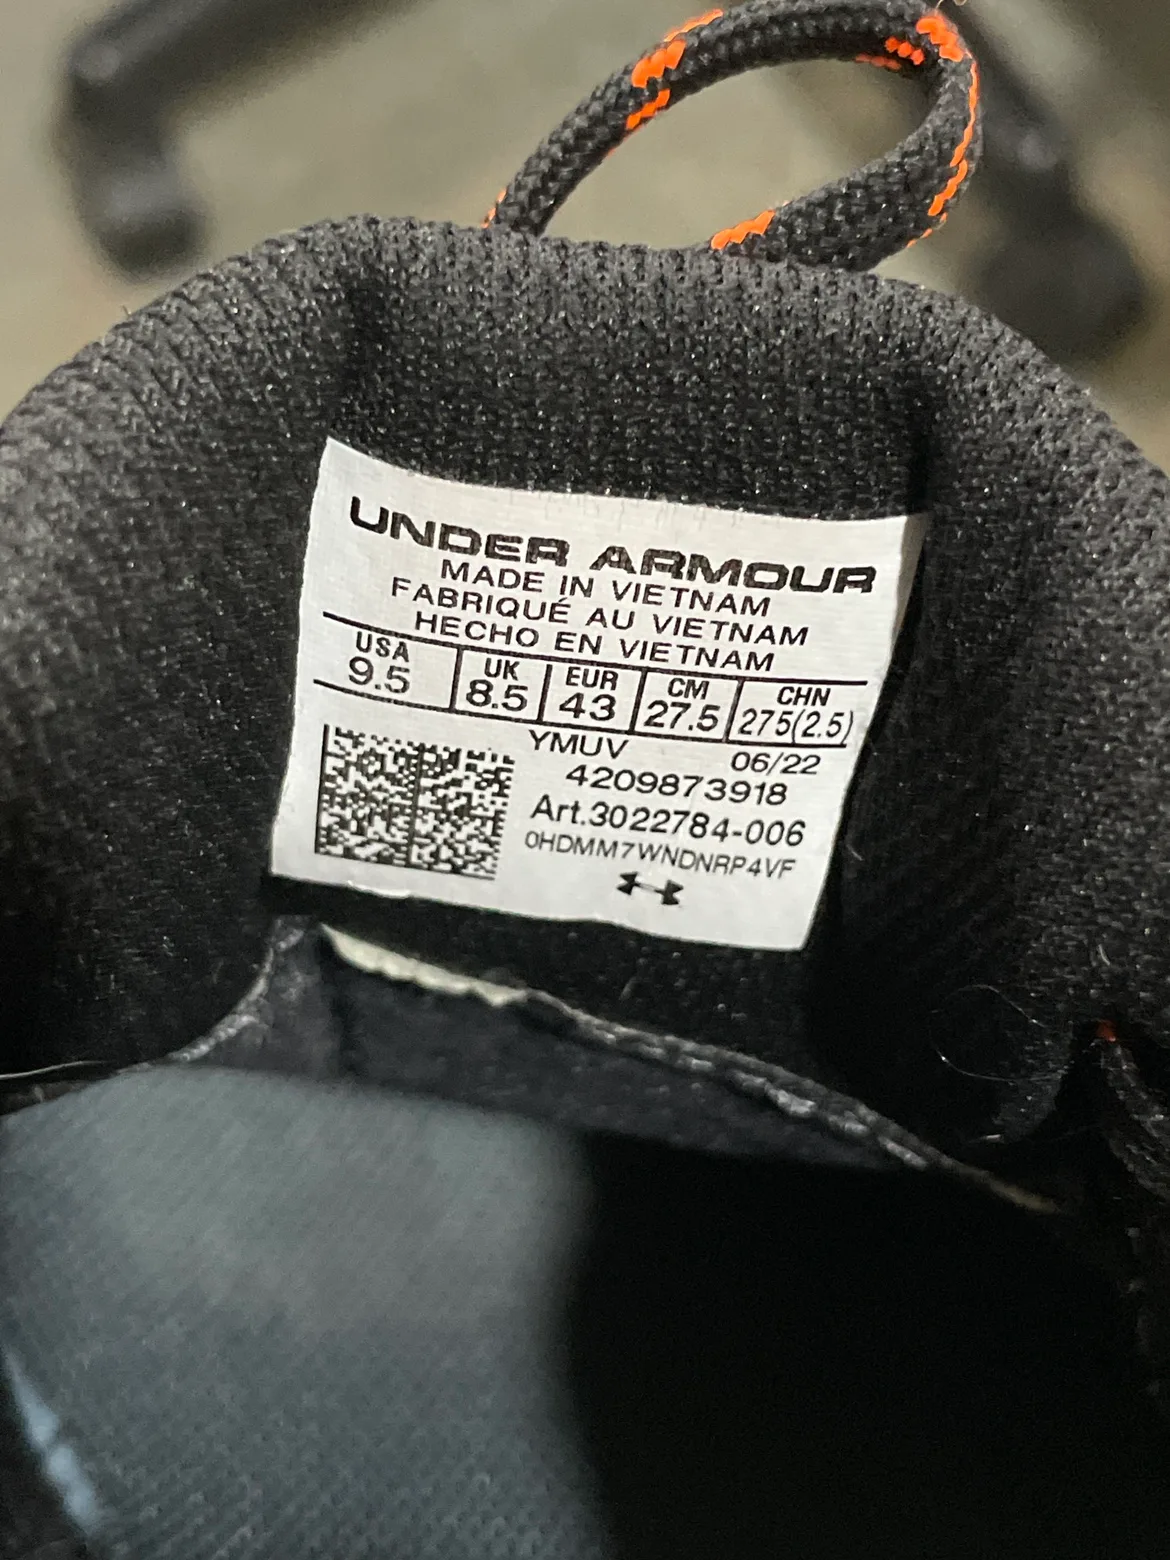 UNDER ARMOUR
MADE IN VIETNAM
FABRIQUÉ AU VIETNAM
HECHO EN VIETNAM
USA UK EUR CM CHN
9.5 8.5 43 27.5 275(2.5)
YMUV 06/22
4209873918
Art.3022784-006
0HDMM7WNDNRP4VF